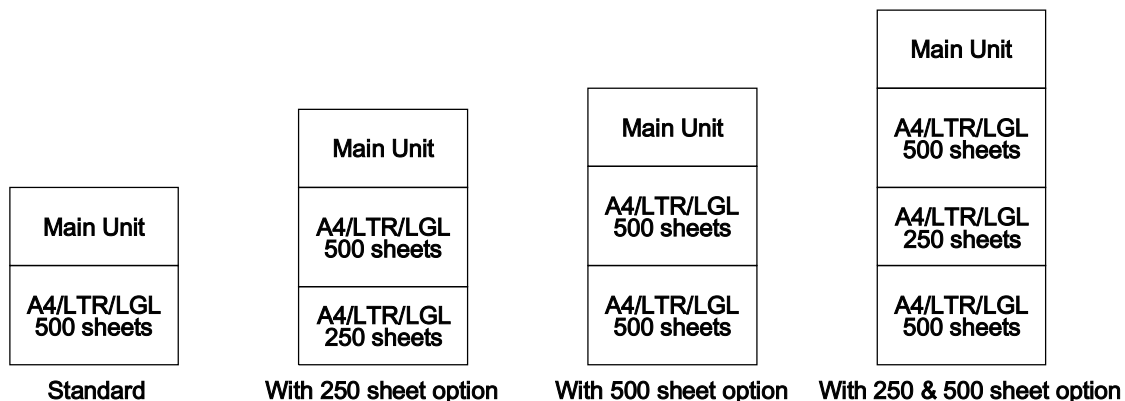 Main Unit
A4/LTR/LGL
500 sheets
Standard
Main Unit
A4/LTR/LGL
500 sheets
A4/LTR/LGL
250 sheets
With 250 sheet option
Main Unit
A4/LTR/LGL
500 sheets
A4/LTR/LGL
500 sheets
With 500 sheet option
Main Unit
A4/LTR/LGL
500 sheets
A4/LTR/LGL
250 sheets
A4/LTR/LGL
500 sheets
With 250 & 500 sheet option